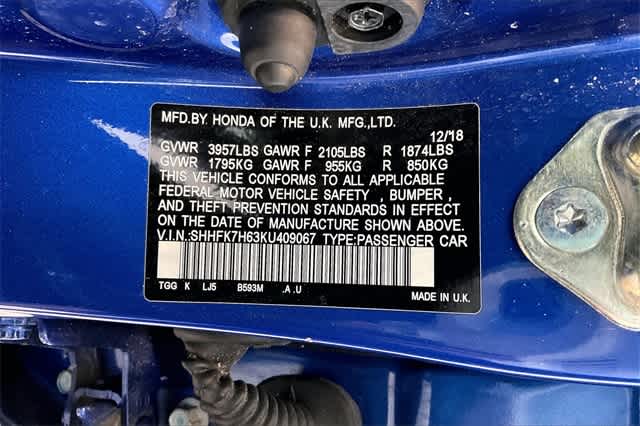 MFD.BY HONDA OF THE U.K. MFG.,LTD.
12/18
GVWR 3957LBS GAWR F 2105LBS R 1874LBS
GVWR 1795KG GAWR F 955KG R 850KG
THIS VEHICLE CONFORMS TO ALL APPLICABLE
FEDERAL MOTOR VEHICLE SAFETY , BUMPER ,
AND THEFT PREVENTION STANDARDS IN EFFECT
ON THE DATE OF MANUFACTURE SHOWN ABOVE.
V.I.N.:SHHFK7H63KU409067 TYPE:PASSENGER CAR
TGG K LJ5 B593M .A .U
MADE IN U.K.